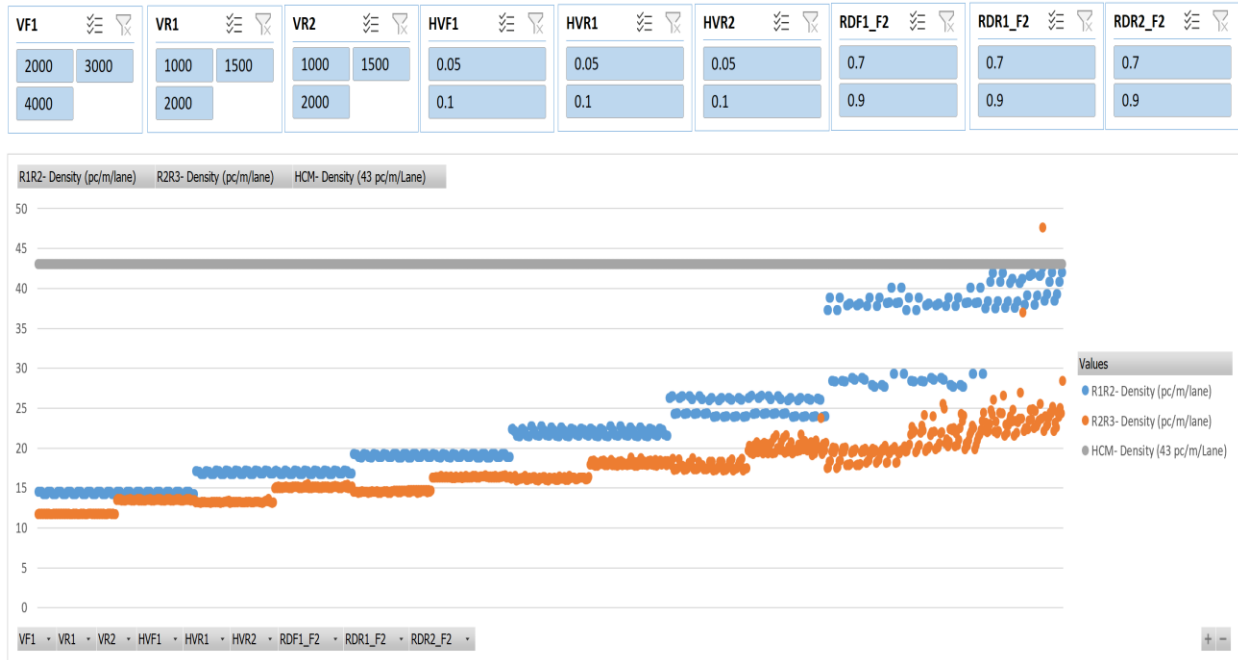 VF1 VR1 VR2 HVF1 HVR1 HVR2 RDF1_F2 RDR1_F2 RDR2_F2
2000 3000 1000 1500 1000 1500 0.05 0.05 0.05 0.7 0.7 0.7
4000 2000 2000 0.1 0.1 0.1 0.9 0.9 0.9
R1R2- Density (pc/m/lane) R2R3- Density (pc/m/lane) HCM- Density (43 pc/m/Lane)
50
45
40
35
30
25
20
15
10
5
0
Values
R1R2- Density (pc/m/lane)
R2R3- Density (pc/m/lane)
HCM- Density (43 pc/m/Lane)
VF1 VR1 VR2 HVF1 HVR1 HVR2 RDF1_F2 RDR1_F2 RDR2_F2 + -